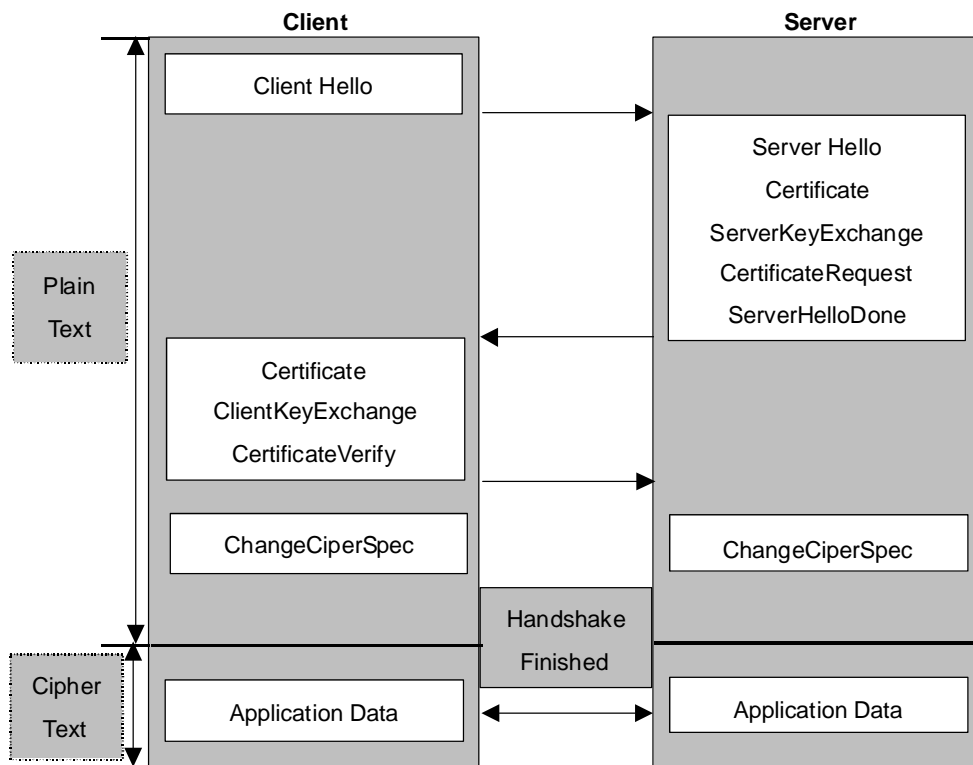 Client
Server
Client Hello
Server Hello
Certificate
ServerKeyExchange
CertificateRequest
ServerHelloDone
Plain
Text
Certificate
ClientKeyExchange
CertificateVerify
ChangeCiperSpec
ChangeCiperSpec
Handshake
Finished
Cipher
Text
Application Data
Application Data